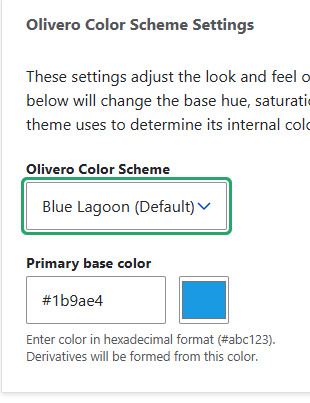 Olivero Color Scheme Settings
These settings adjust the look and feel
below will change the base hue,
theme uses to determine its internal
Olivero Color Scheme
Blue Lagoon (Default)
Primary base color
#1b9ae4
Enter color in hexadecimal format (#abc123).
Derivatives will be formed from this color.